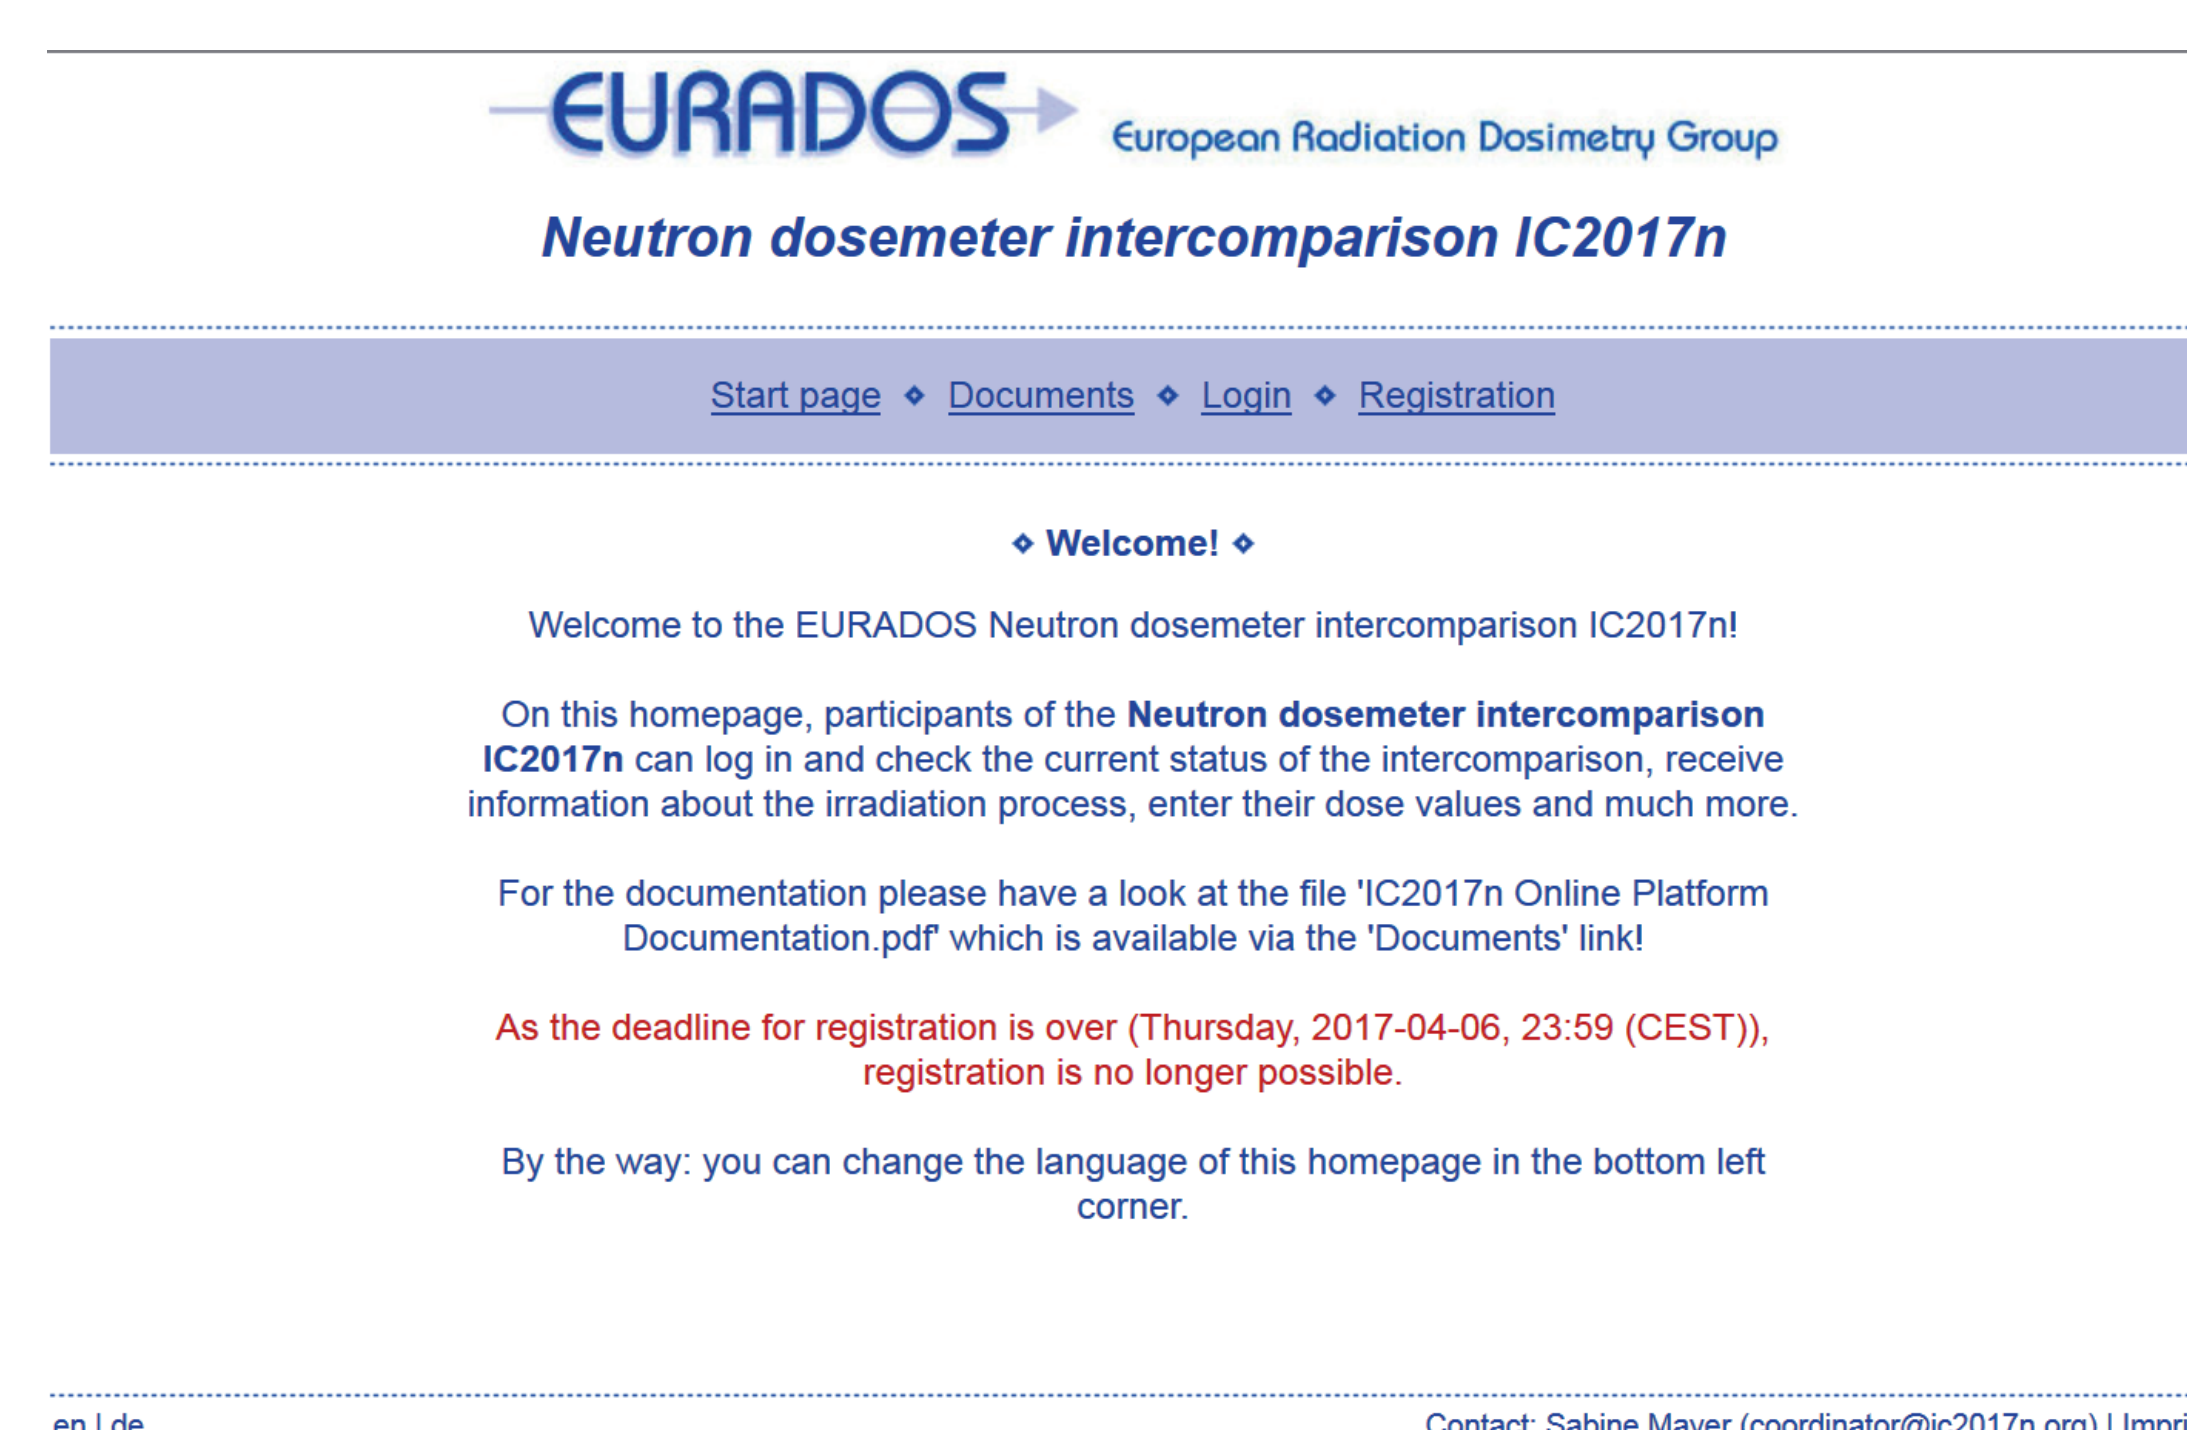 EURADOS European Radiation Dosimetry Group
Neutron dosemeter intercomparison IC2017n
Start page Documents Login Registration
Welcome!
Welcome to the EURADOS Neutron dosemeter intercomparison IC2017n!
On this homepage, participants of the Neutron dosemeter intercomparison
IC2017n can log in and check the current status of the intercomparison, receive
information about the irradiation process, enter their dose values and much more.
For the documentation please have a look at the file 'IC2017n Online Platform
Documentation.pdf' which is available via the 'Documents' link!
As the deadline for registration is over (Thursday, 2017-04-06, 23:59 (CEST)),
registration is no longer possible.
By the way: you can change the language of this homepage in the bottom left
corner.
en | de
Contact: Sabine Mayer (coordinator@ic2017n.org) |